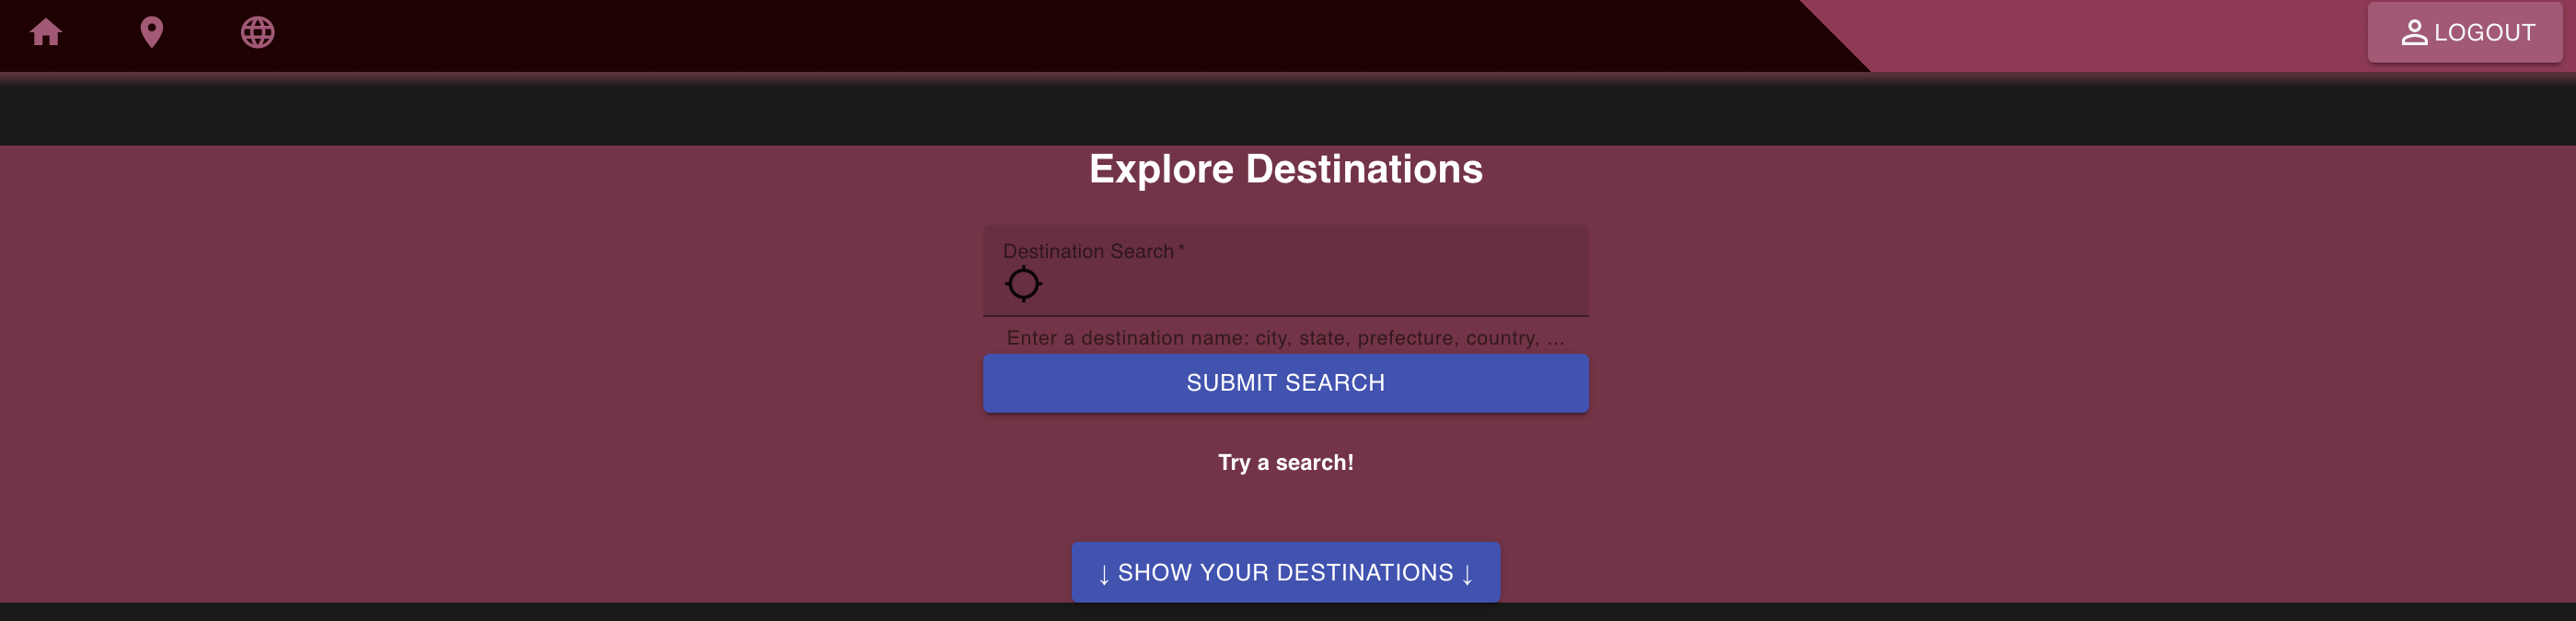 LOGOUT
Explore Destinations
Destination Search *
Enter a destination name: city, state, prefecture, country, ...
SUBMIT SEARCH
Try a search!
↓ SHOW YOUR DESTINATIONS ↓